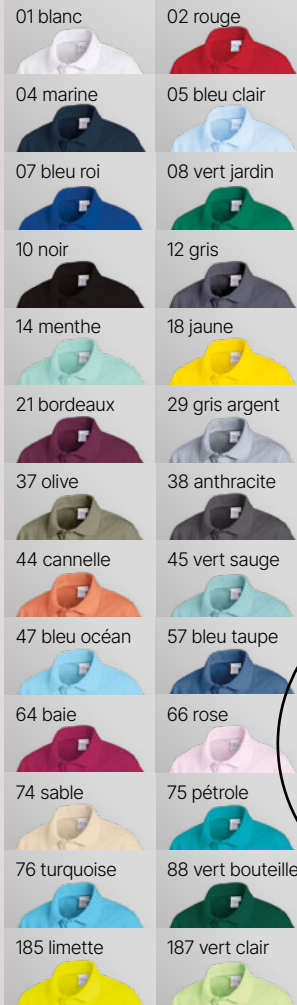 01 blanc 02 rouge
04 marine 05 bleu clair
07 bleu roi 08 vert jardin
10 noir 12 gris
14 menthe 18 jaune
21 bordeaux 29 gris argent
37 olive 38 anthracite
44 cannelle 45 vert sauge
47 bleu océan 57 bleu taupe
64 baie 66 rose
74 sable 75 pétrole
76 turquoise 88 vert bouteille
185 limette 187 vert clair